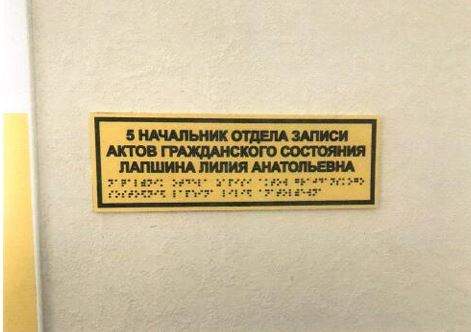 5 НАЧАЛЬНИК ОТДЕЛА ЗАПИСИ
АКТОВ ГРАЖДАНСКОГО СОСТОЯНИЯ
ЛАПШИНА ЛИЛИЯ АНАТОЛЬЕВНА